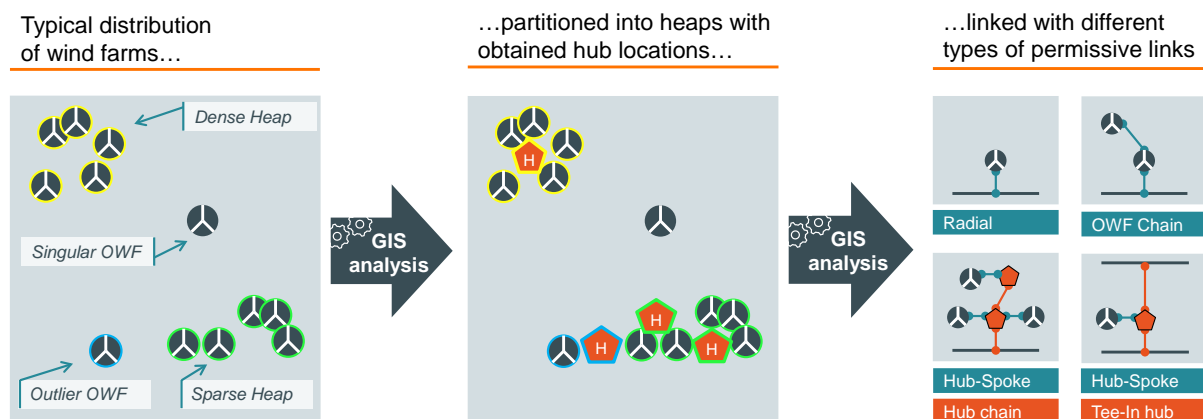 Typical distribution
of wind farms…
…partitioned into heaps with
obtained hub locations…
…linked with different
types of permissive links
Dense Heap
Singular OWF
Outlier OWF
Sparse Heap
GIS
analysis
H
H
H
H
GIS
analysis
Radial
OWF Chain
Hub-Spoke
Hub chain
Hub-Spoke
Tee-In hub